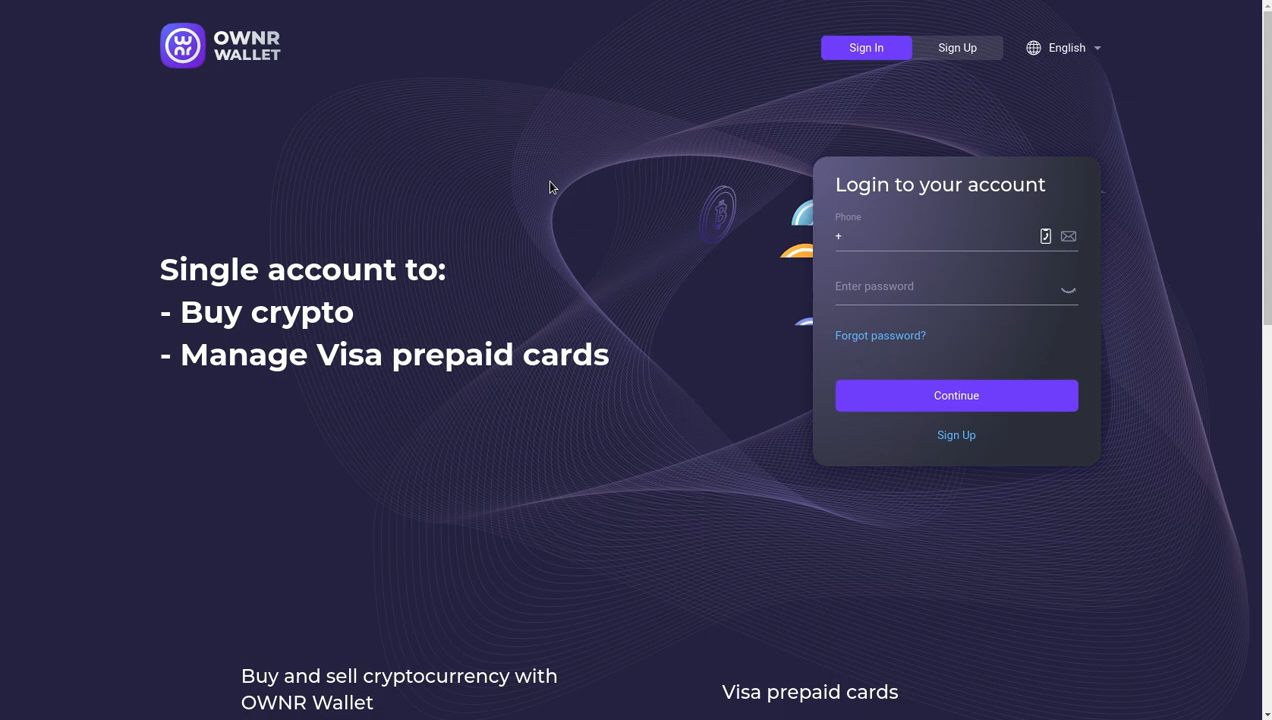 OWNR
WALLET
Sign In
Sign Up
English
Single account to:
- Buy crypto
- Manage Visa prepaid cards
Login to your account
Phone
+
Enter password
Forgot password?
Continue
Sign Up
Buy and sell cryptocurrency with
OWNR Wallet
Visa prepaid cards